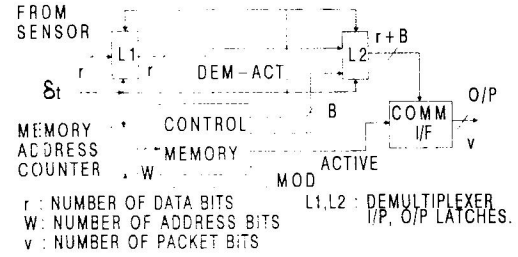 FROM
SENSOR
L1
L2
r+B
r
r
DEM-ACT
δt
O/P
B
COMM
I/F
MEMORY
ADDRESS
COUNTER
CONTROL
v
MEMORY
W
ACTIVE
MOD
r : NUMBER OF DATA BITS
W: NUMBER OF ADDRESS BITS
v : NUMBER OF PACKET BITS
L1,L2 : DEMULTIPLEXER
I/P, O/P LATCHES.